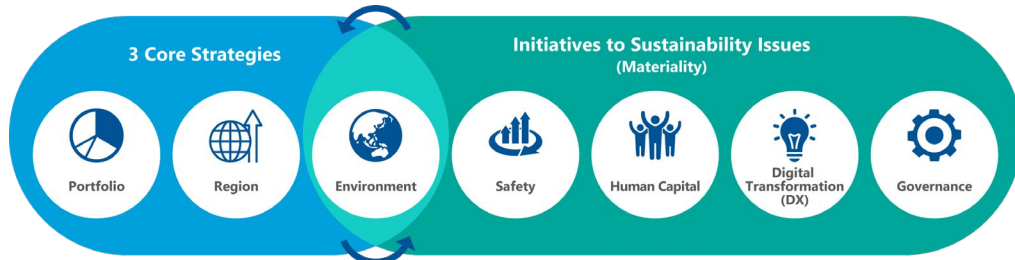 3 Core Strategies
Initiatives to Sustainability Issues
(Materiality)
Portfolio
Region
Environment
Safety
Human Capital
Digital
Transformation
(DX)
Governance